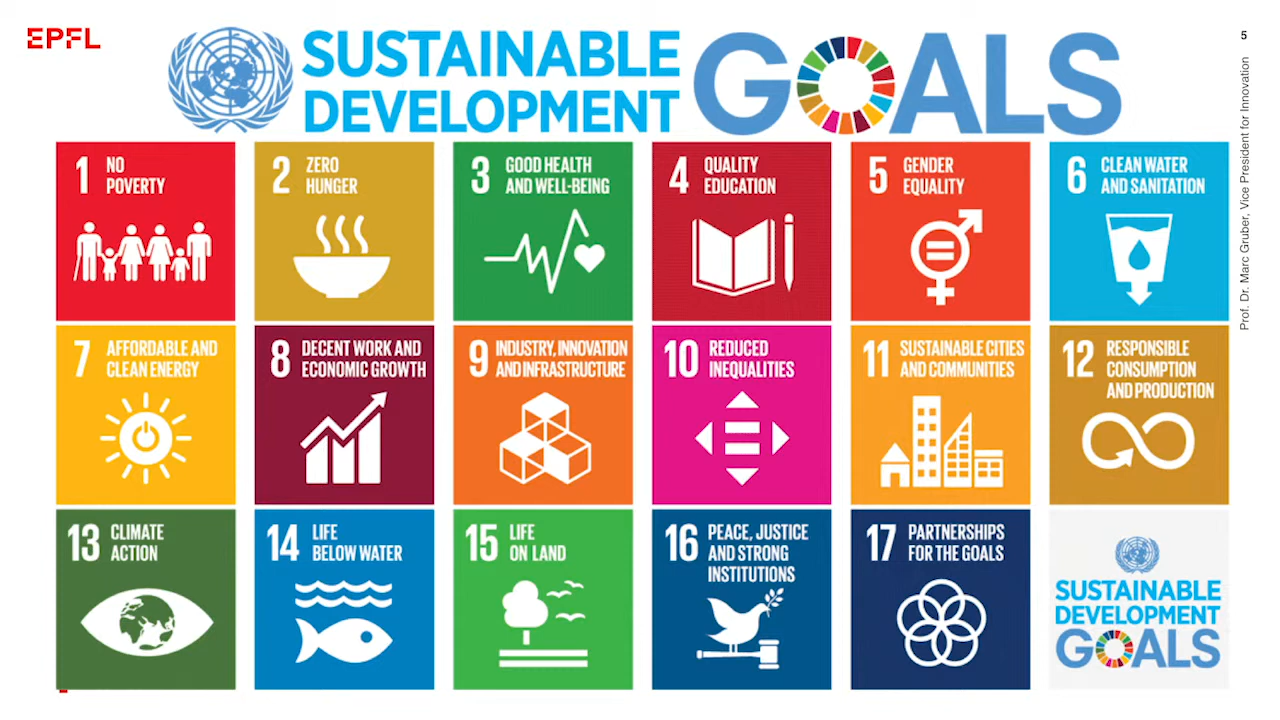 EPFL
SUSTAINABLE
DEVELOPMENT
GOALS
5
Prof. Dr. Marc Gruber, Vice President for Innovation
1 NO
POVERTY
2 ZERO
HUNGER
3 GOOD HEALTH
AND WELL-BEING
4 QUALITY
EDUCATION
5 GENDER
EQUALITY
6 CLEAN WATER
AND SANITATION
7 AFFORDABLE AND
CLEAN ENERGY
8 DECENT WORK AND
ECONOMIC GROWTH
9 INDUSTRY, INNOVATION
AND INFRASTRUCTURE
10 REDUCED
INEQUALITIES
11 SUSTAINABLE CITIES
AND COMMUNITIES
12 RESPONSIBLE
CONSUMPTION
AND PRODUCTION
13 CLIMATE
ACTION
14 LIFE
BELOW WATER
15 LIFE
ON LAND
16 PEACE, JUSTICE
AND STRONG
INSTITUTIONS
17 PARTNERSHIPS
FOR THE GOALS
SUSTAINABLE
DEVELOPMENT
GOALS